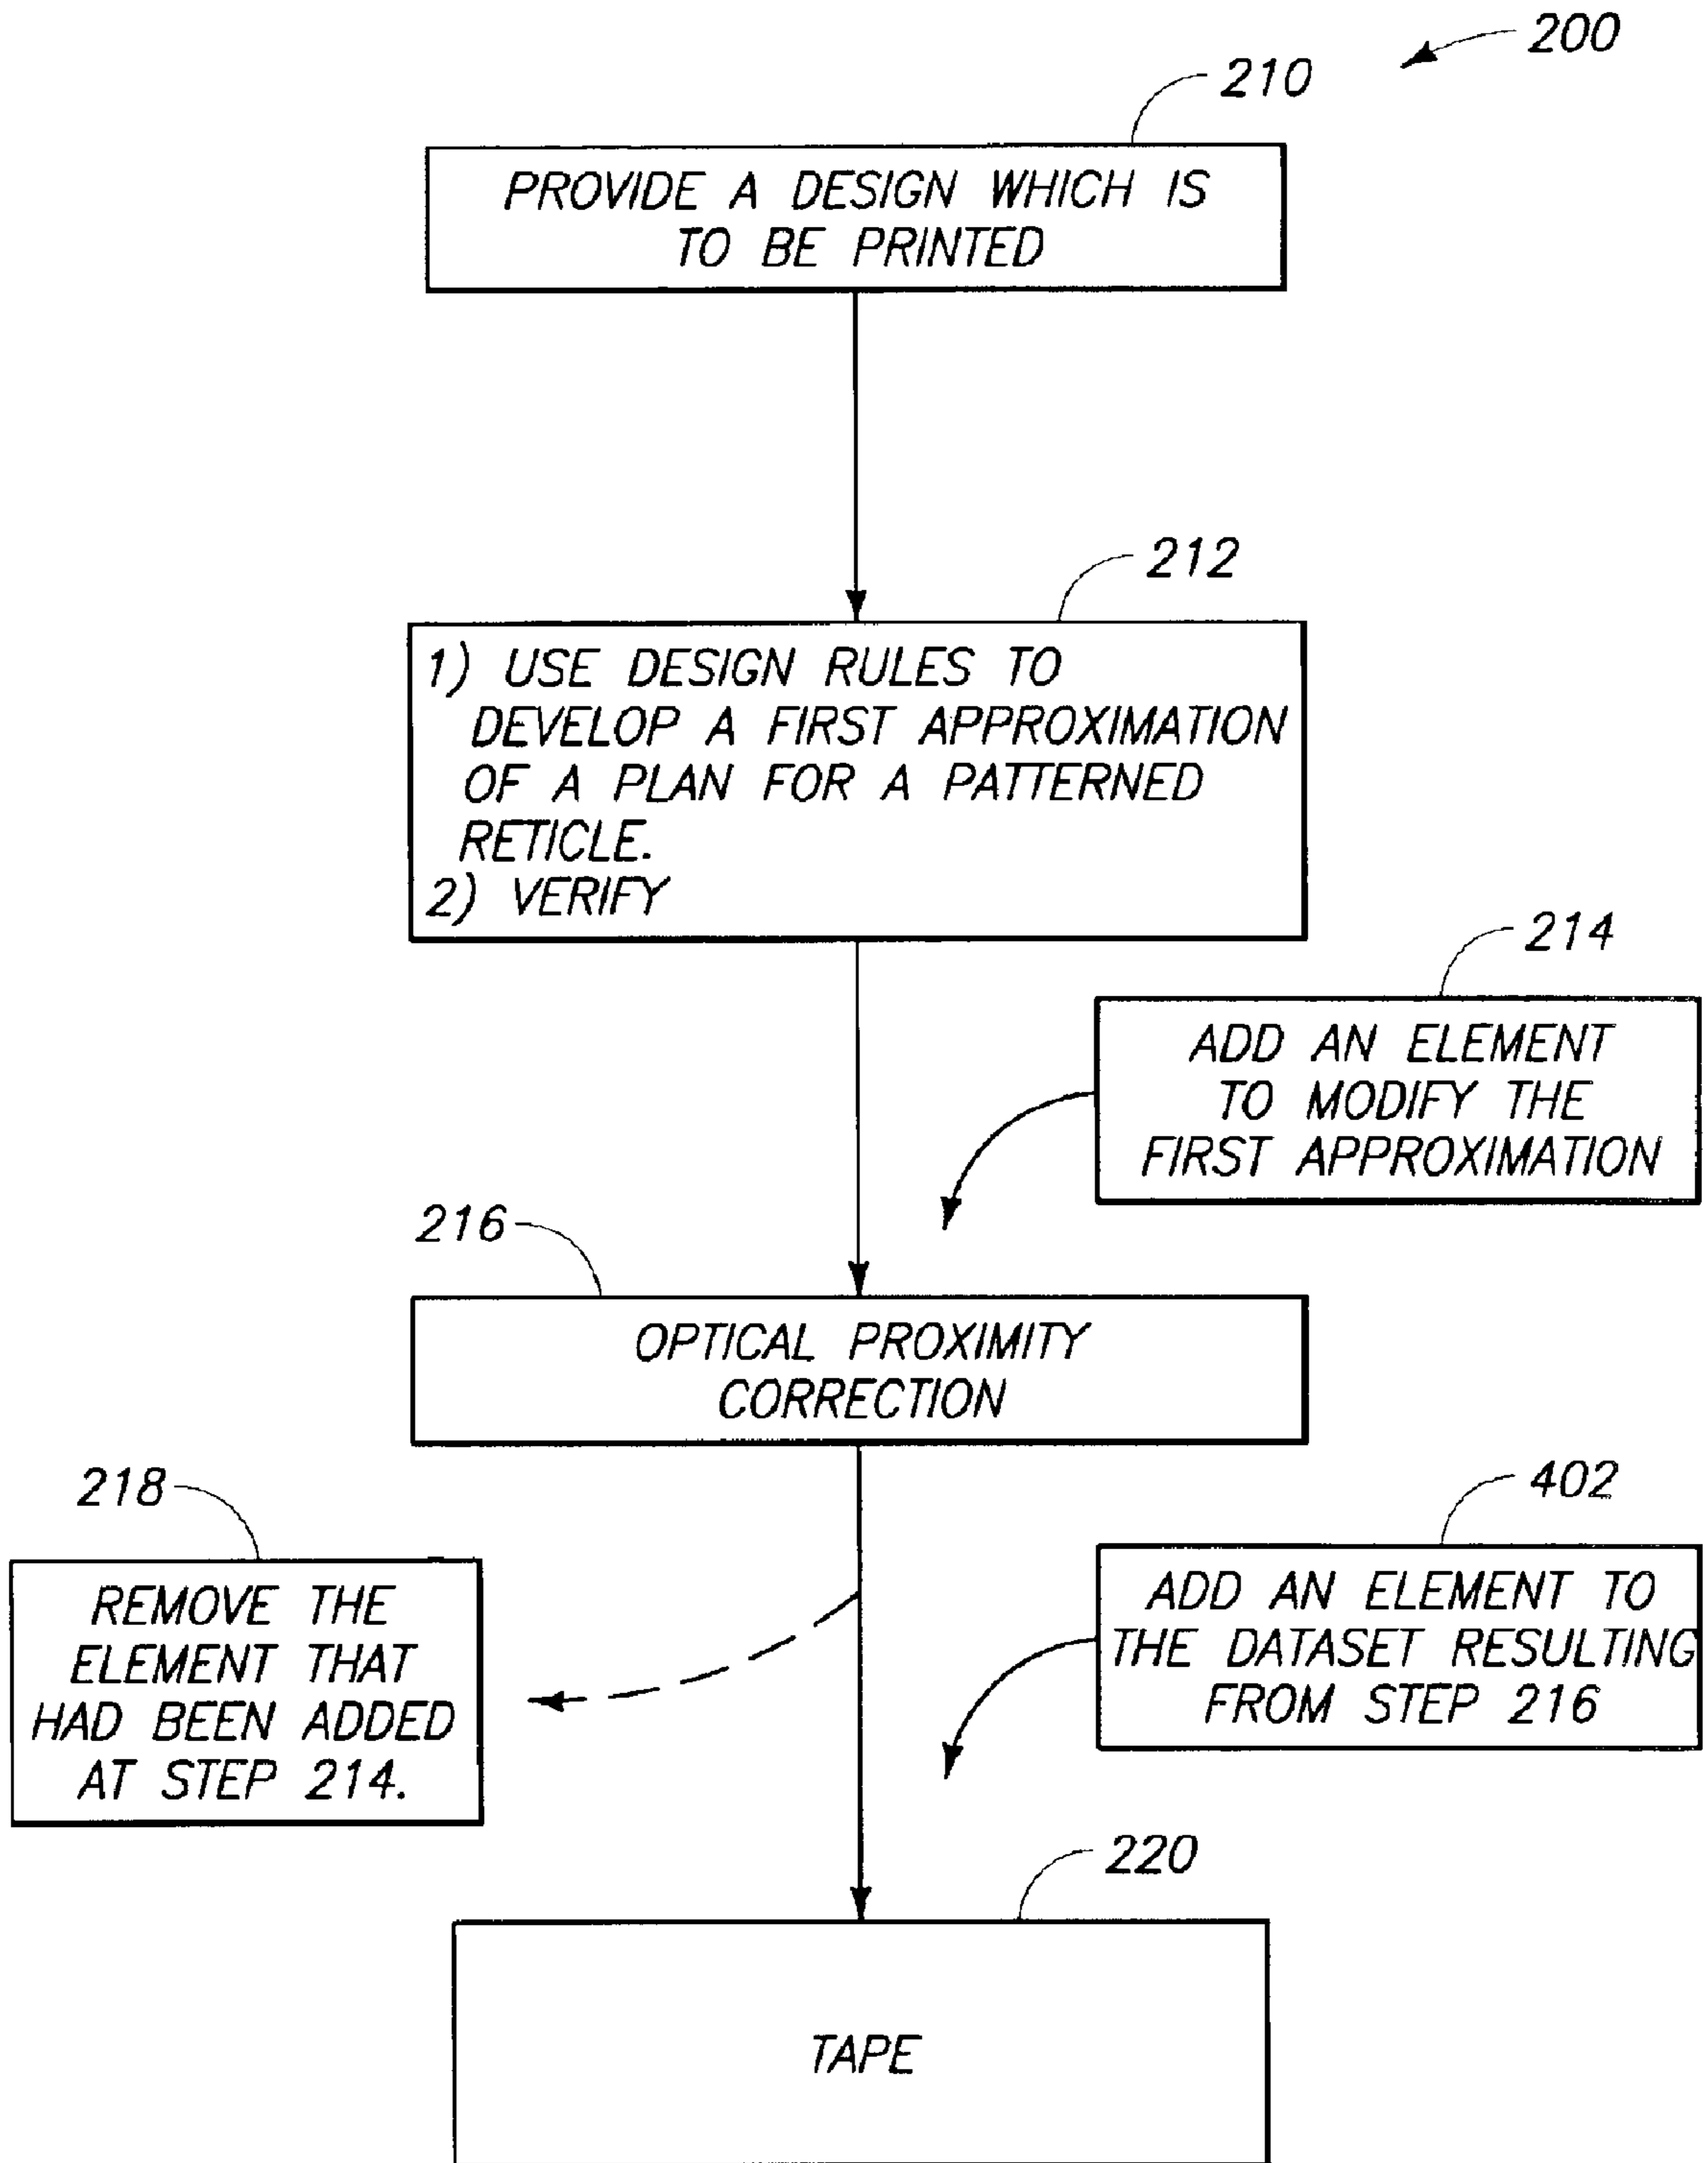 200
210
PROVIDE A DESIGN WHICH IS
TO BE PRINTED
212
1) USE DESIGN RULES TO
DEVELOP A FIRST APPROXIMATION
OF A PLAN FOR A PATTERNED
RETICLE.
2) VERIFY
214
ADD AN ELEMENT
TO MODIFY THE
FIRST APPROXIMATION
216
OPTICAL PROXIMITY
CORRECTION
218
REMOVE THE
ELEMENT THAT
HAD BEEN ADDED
AT STEP 214.
402
ADD AN ELEMENT TO
THE DATASET RESULTING
FROM STEP 216
220
TAPE